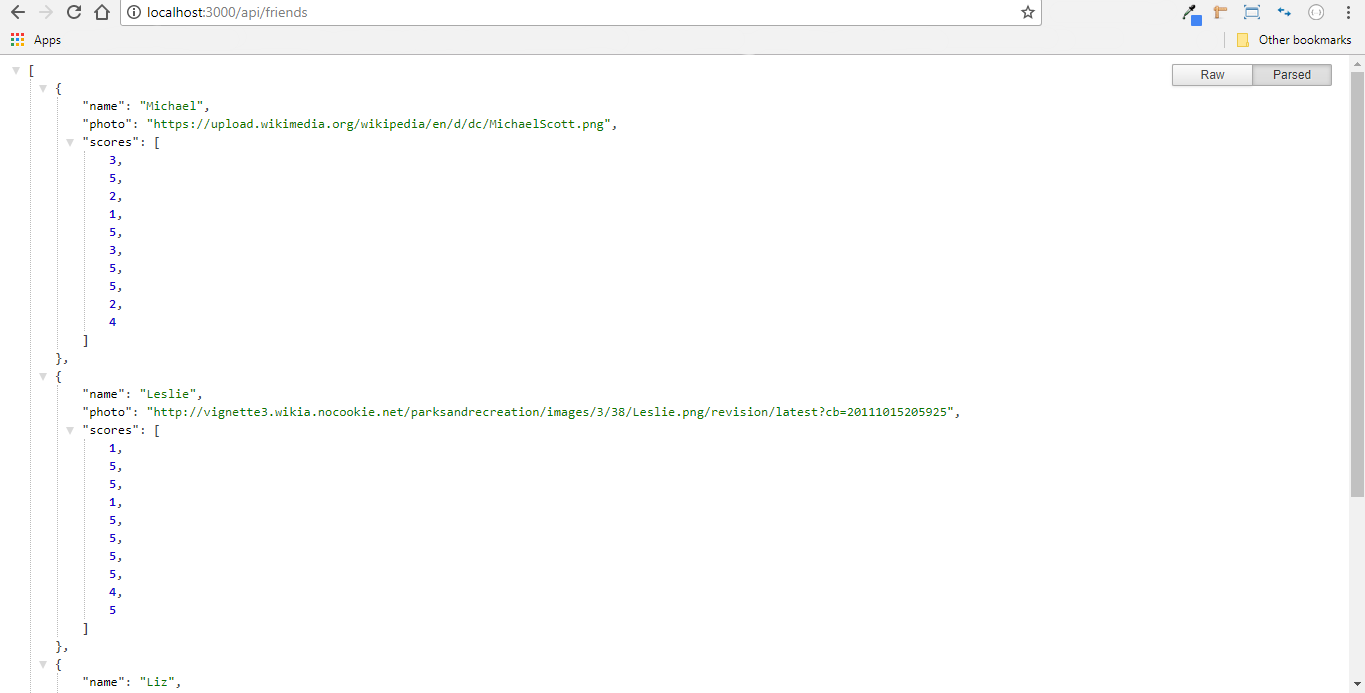 localhost:3000/api/friends
Apps
Other bookmarks
Raw Parsed
[
{
"name": "Michael",
"photo": "https://upload.wikimedia.org/wikipedia/en/d/dc/MichaelScott.png",
"scores": [
3,
5,
2,
1,
5,
3,
5,
5,
2,
4
]
},
{
"name": "Leslie",
"photo": "http://vignette3.wikia.nocookie.net/parksandrecreation/images/3/38/Leslie.png/revision/latest?cb=20111015205925",
"scores": [
1,
5,
5,
1,
5,
5,
5,
5,
4,
5
]
},
{
"name": "Liz",